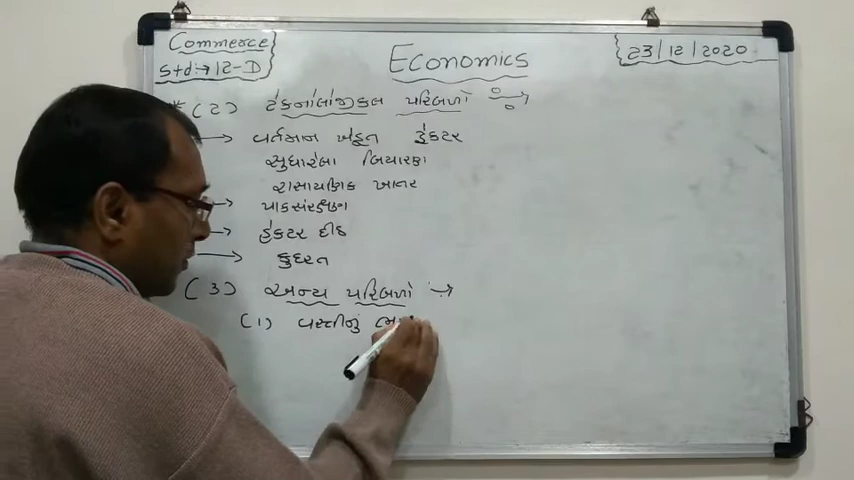 Commerce
Std:→ 12-D
Economics
23/12/2020
* (2) ટેકનોલોજીકલ પરિબળો
→ વર્તમાન ખેડૂત ટ્રેકટર
સુધારેલા બિયારણ
રાસાયણિક ખાતર
→ પાકસંરક્ષણ
→ હેકટર દીઠ
→ કુદરત
(3) અન્ય પરિબળો →
(1) વસ્તીનું